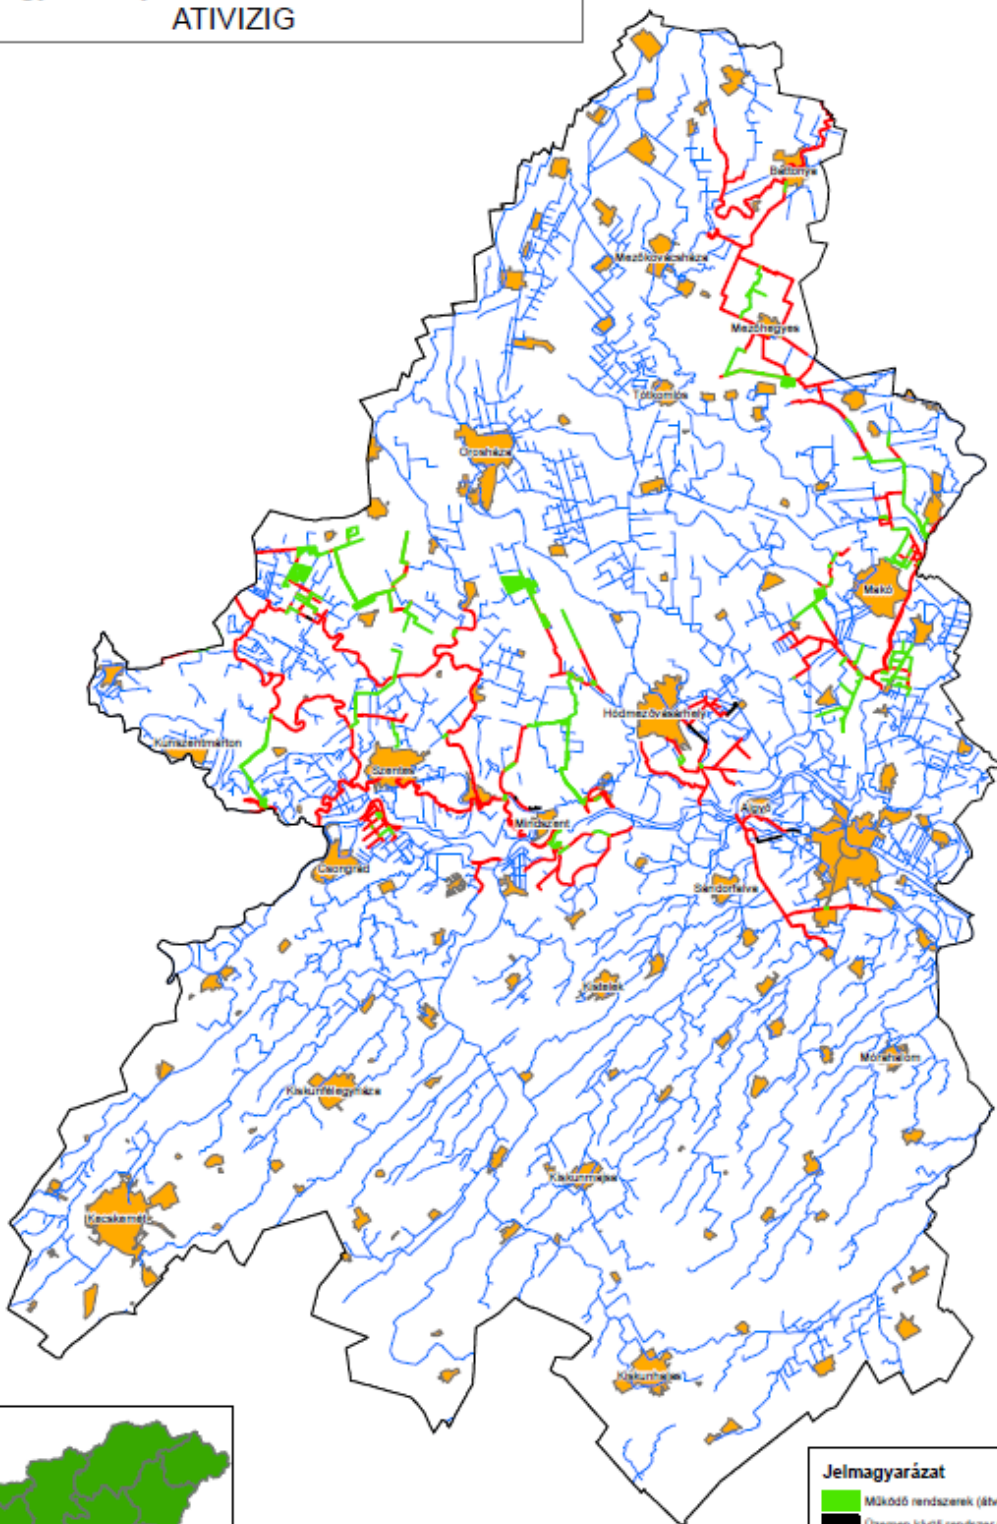 ATIVIZIG
Battonya
Mezőkovácsháza
Mezőhegyes
Tótkomlós
Orosháza
Makó
Hódmezővásárhely
Kunszentmárton
Szentes
Mindszent
Algyő
Csongrád
Sándorfalva
Kistelek
Mórahalom
Kiskunfélegyháza
Kiskunmajsa
Kecskemét
Kiskunhalas
Jelmagyarázat
Működő rendszerek